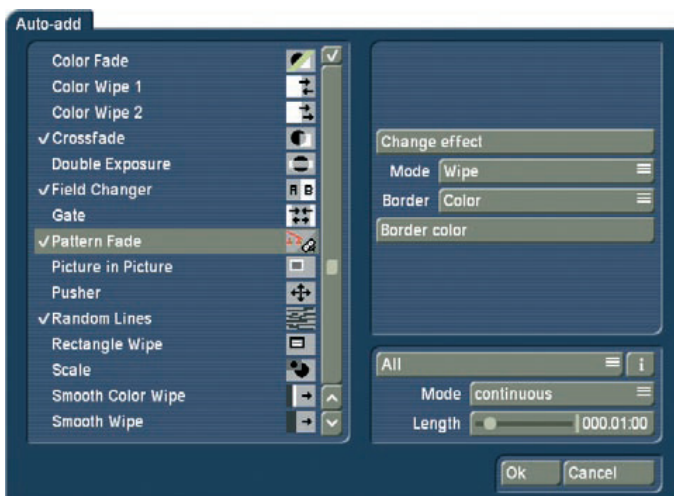 Auto-add
Color Fade
Color Wipe 1
Color Wipe 2
✓Crossfade
Double Exposure
✓Field Changer
A B
Gate
✓Pattern Fade
Picture in Picture
Pusher
✓Random Lines
Rectangle Wipe
Scale
Smooth Color Wipe
Smooth Wipe
Change effect
Mode Wipe
Border Color
Border color
All i
Mode continuous
Length 000.01:00
Ok Cancel